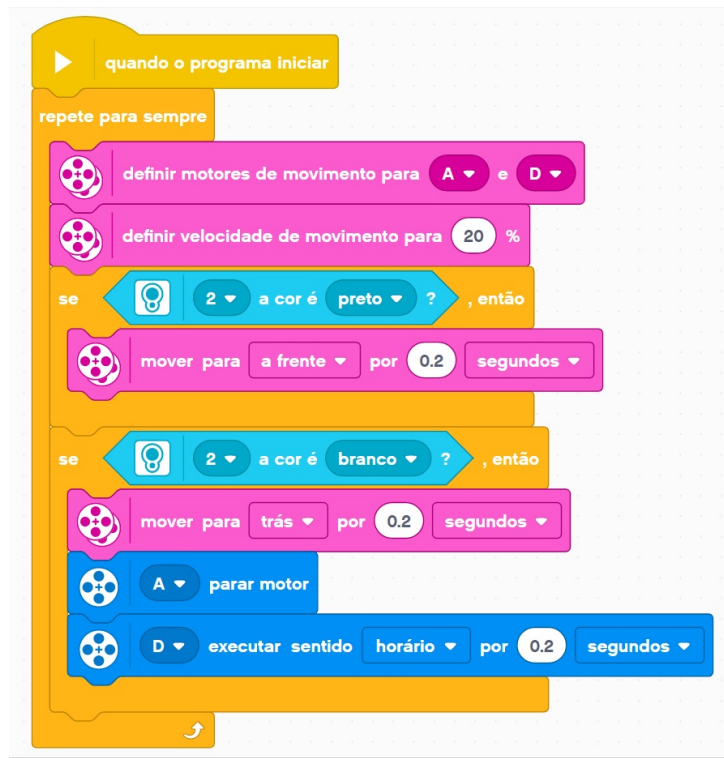 quando o programa iniciar
repete para sempre
definir motores de movimento para A e D
definir velocidade de movimento para 20 %
se 2 a cor é preto ? , então
mover para a frente por 0.2 segundos
se 2 a cor é branco ? , então
mover para trás por 0.2 segundos
A parar motor
D executar sentido horário por 0.2 segundos